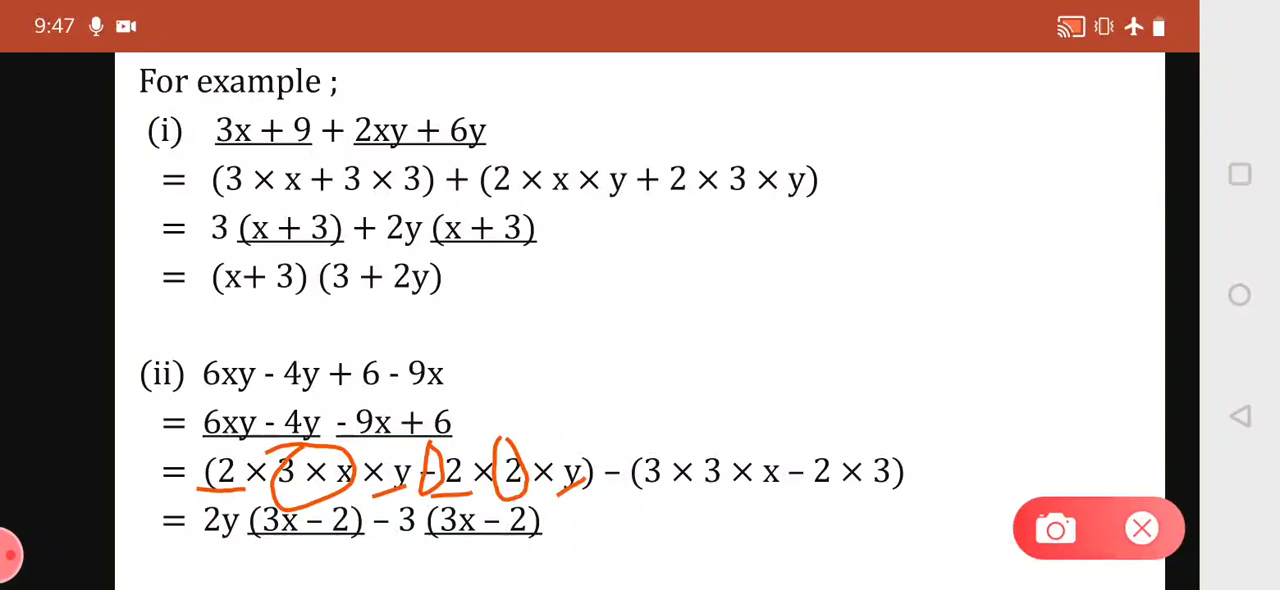 9:47
For example ;
(i) 3x + 9 + 2xy + 6y
= (3 × x + 3 × 3) + (2 × x × y + 2 × 3 × y)
= 3 (x + 3) + 2y (x + 3)
= (x+ 3) (3 + 2y)
(ii) 6xy - 4y + 6 - 9x
= 6xy - 4y - 9x + 6
= (2 × 3 × x × y – 2 × 2 × y) – (3 × 3 × x – 2 × 3)
= 2y (3x – 2) – 3 (3x – 2)